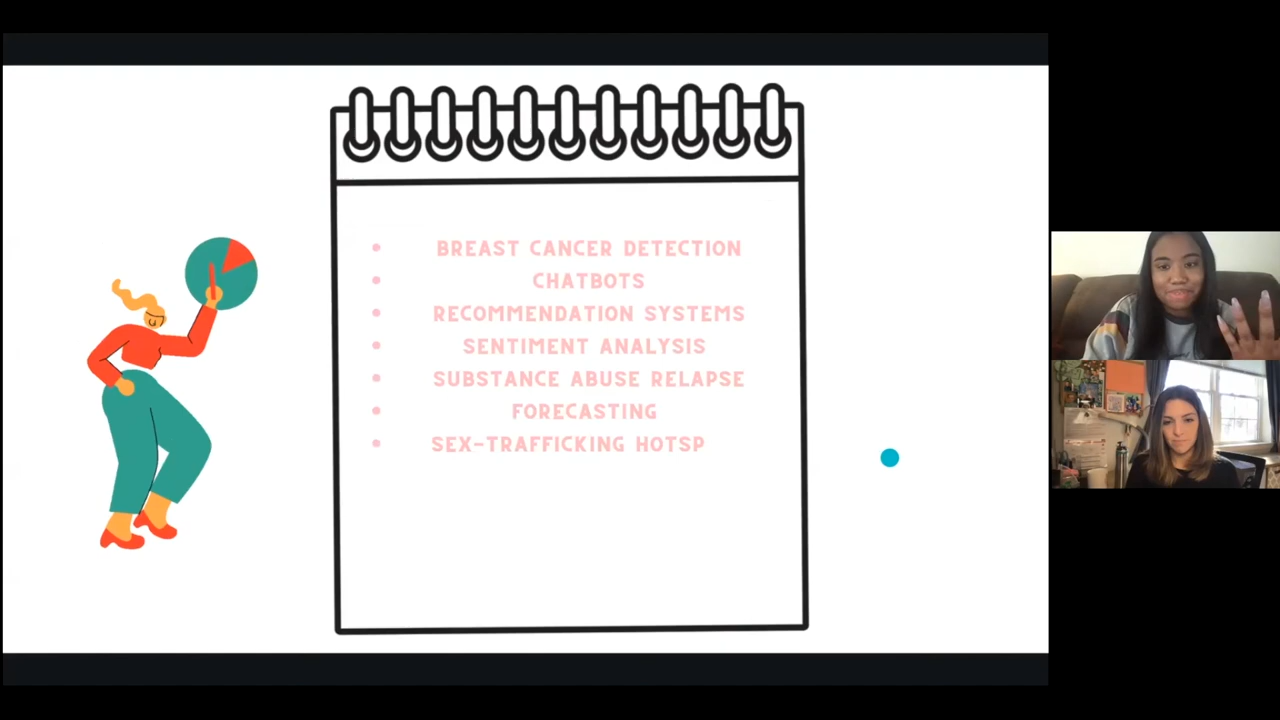 • BREAST CANCER DETECTION
• CHATBOTS
• RECOMMENDATION SYSTEMS
• SENTIMENT ANALYSIS
• SUBSTANCE ABUSE RELAPSE
• FORECASTING
• SEX-TRAFFICKING HOTSP